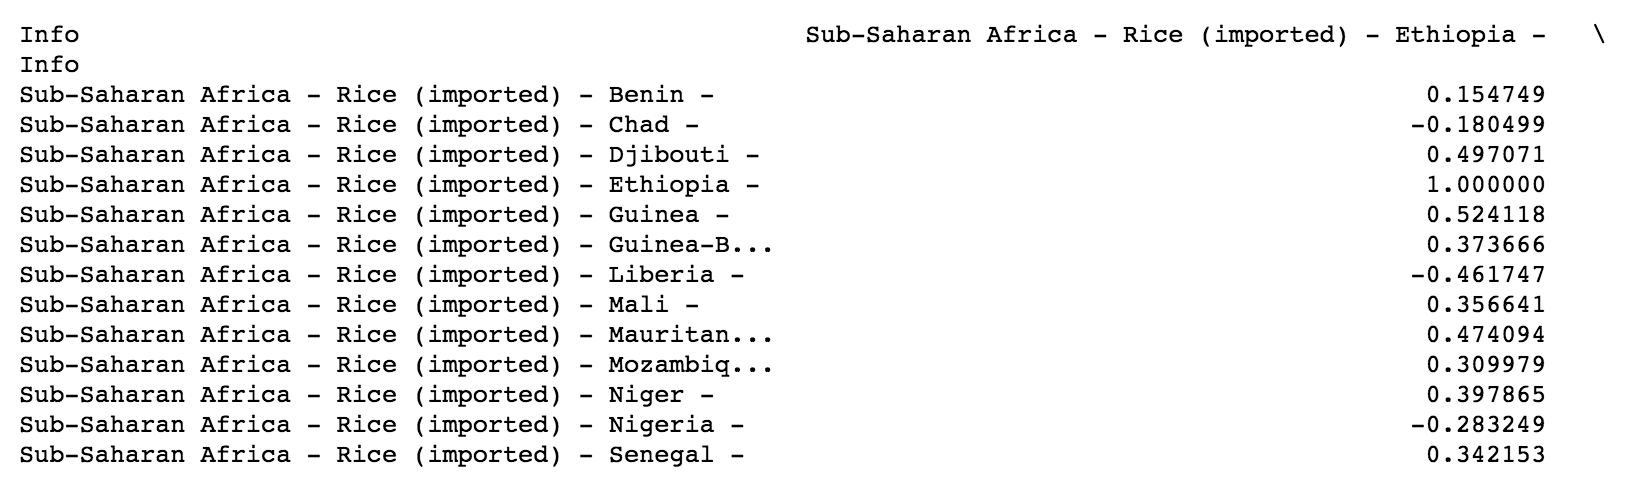 Info Sub-Saharan Africa - Rice (imported) - Ethiopia - \
Info
Sub-Saharan Africa - Rice (imported) - Benin - 0.154749
Sub-Saharan Africa - Rice (imported) - Chad - -0.180499
Sub-Saharan Africa - Rice (imported) - Djibouti - 0.497071
Sub-Saharan Africa - Rice (imported) - Ethiopia - 1.000000
Sub-Saharan Africa - Rice (imported) - Guinea - 0.524118
Sub-Saharan Africa - Rice (imported) - Guinea-B... 0.373666
Sub-Saharan Africa - Rice (imported) - Liberia - -0.461747
Sub-Saharan Africa - Rice (imported) - Mali - 0.356641
Sub-Saharan Africa - Rice (imported) - Mauritan... 0.474094
Sub-Saharan Africa - Rice (imported) - Mozambiq... 0.309979
Sub-Saharan Africa - Rice (imported) - Niger - 0.397865
Sub-Saharan Africa - Rice (imported) - Nigeria - -0.283249
Sub-Saharan Africa - Rice (imported) - Senegal - 0.342153